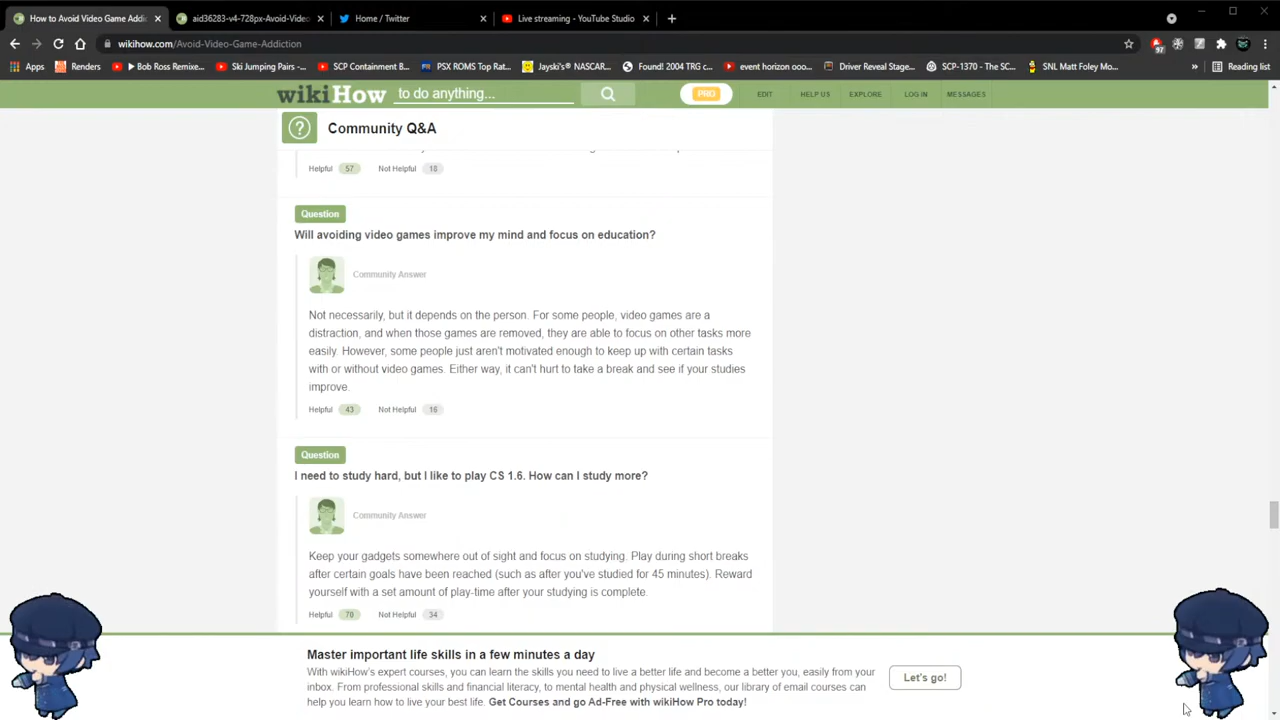 How to Avoid Video Game Addi
aid36283-v4-728px-Avoid-Video
Home / Twitter
Live streaming - YouTube Studio
wikihow.com/Avoid-Video-Game-Addiction
97
Apps
Renders
▶ Bob Ross Remixe...
Ski Jumping Pairs -...
SCP Containment B...
PSX ROMS Top Rat...
Jayski's® NASCAR...
Found! 2004 TRG C...
event horizon ooo...
Driver Reveal Stage...
SCP-1370 - The SC...
SNL Matt Foley Mo...
»
Reading list
wikiHow
to do anything...
PRO
EDIT
HELP US
EXPLORE
LOG IN
MESSAGES
Community Q&A
Helpful 57 Not Helpful 18
Question
Will avoiding video games improve my mind and focus on education?
Community Answer
Not necessarily, but it depends on the person. For some people, video games are a
distraction, and when those games are removed, they are able to focus on other tasks more
easily. However, some people just aren't motivated enough to keep up with certain tasks
with or without video games. Either way, it can't hurt to take a break and see if your studies
improve.
Helpful 43 Not Helpful 16
Question
I need to study hard, but I like to play CS 1.6. How can I study more?
Community Answer
Keep your gadgets somewhere out of sight and focus on studying. Play during short breaks
after certain goals have been reached (such as after you've studied for 45 minutes). Reward
yourself with a set amount of play-time after your studying is complete.
Helpful 70 Not Helpful 34
Master important life skills in a few minutes a day
With wikiHow's expert courses, you can learn the skills you need to live a better life and become a better you, easily from your
inbox. From professional skills and financial literacy, to mental health and physical wellness, our library of email courses can
help you learn how to live your best life. Get Courses and go Ad-Free with wikiHow Pro today!
Let's go!